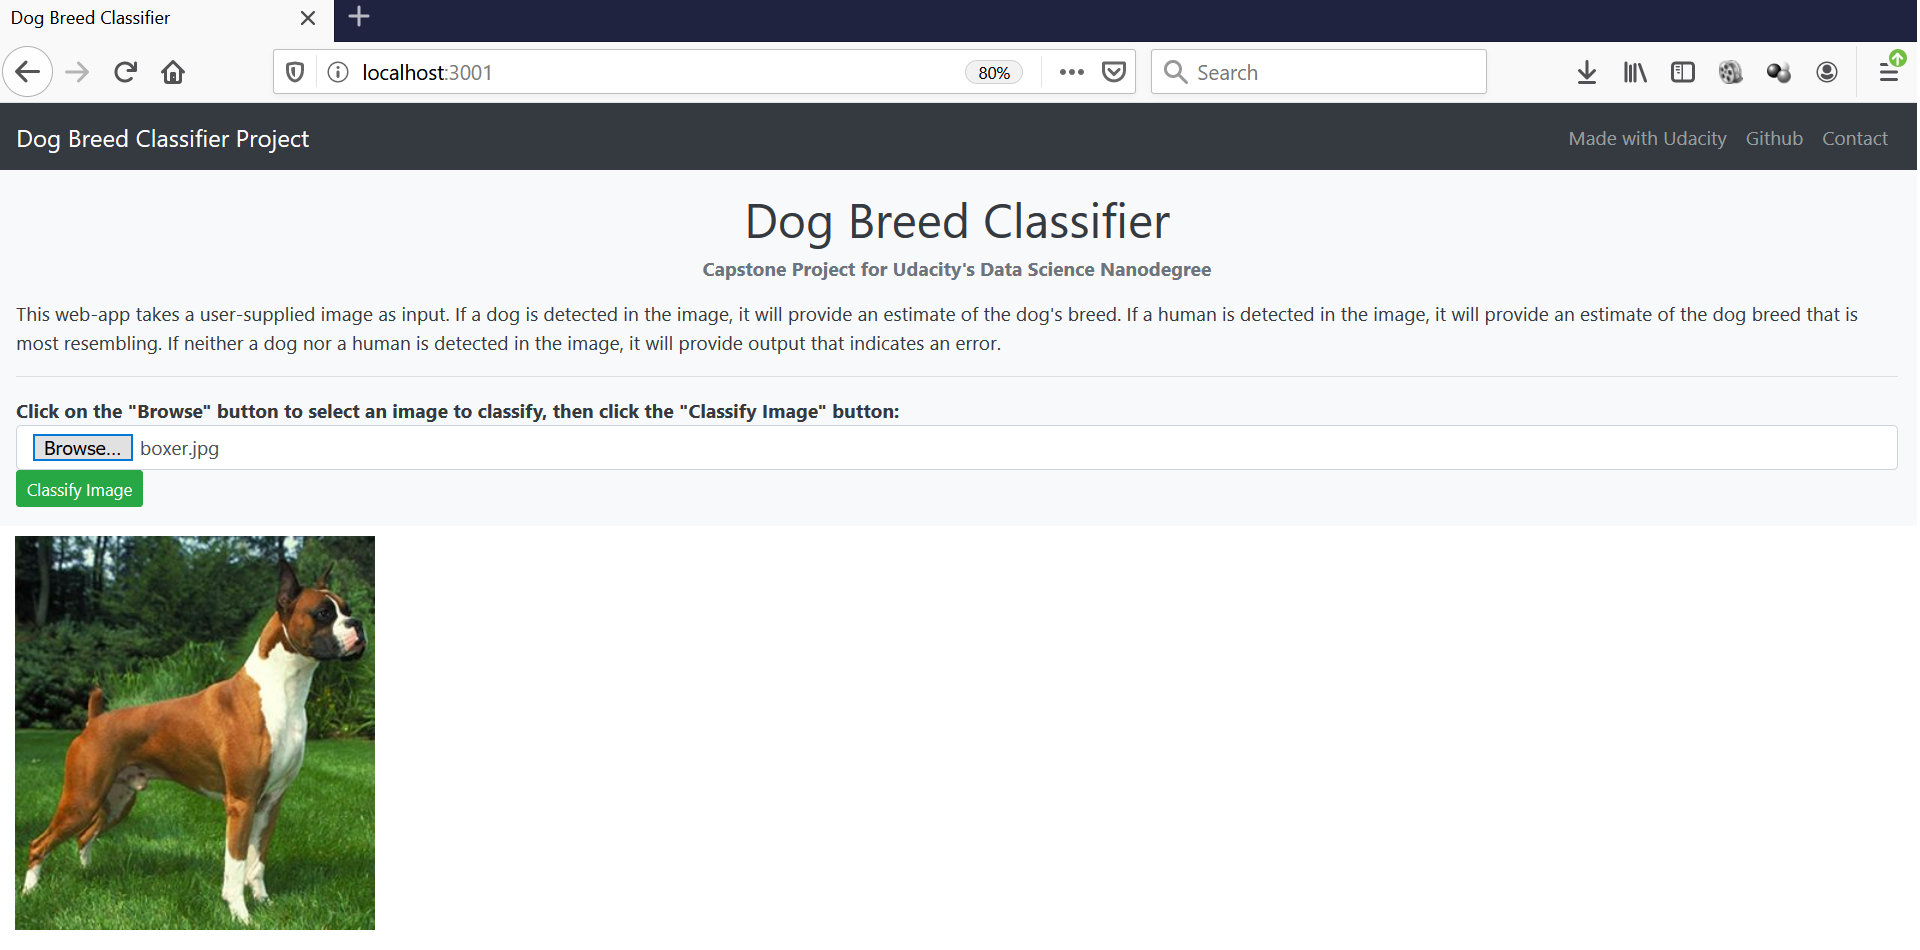 Dog Breed Classifier
localhost:3001
80%
Search
Dog Breed Classifier Project
Made with Udacity
Github
Contact
Dog Breed Classifier
Capstone Project for Udacity's Data Science Nanodegree
This web-app takes a user-supplied image as input. If a dog is detected in the image, it will provide an estimate of the dog's breed. If a human is detected in the image, it will provide an estimate of the dog breed that is
most resembling. If neither a dog nor a human is detected in the image, it will provide output that indicates an error.
Click on the "Browse" button to select an image to classify, then click the "Classify Image" button:
Browse... boxer.jpg
Classify Image